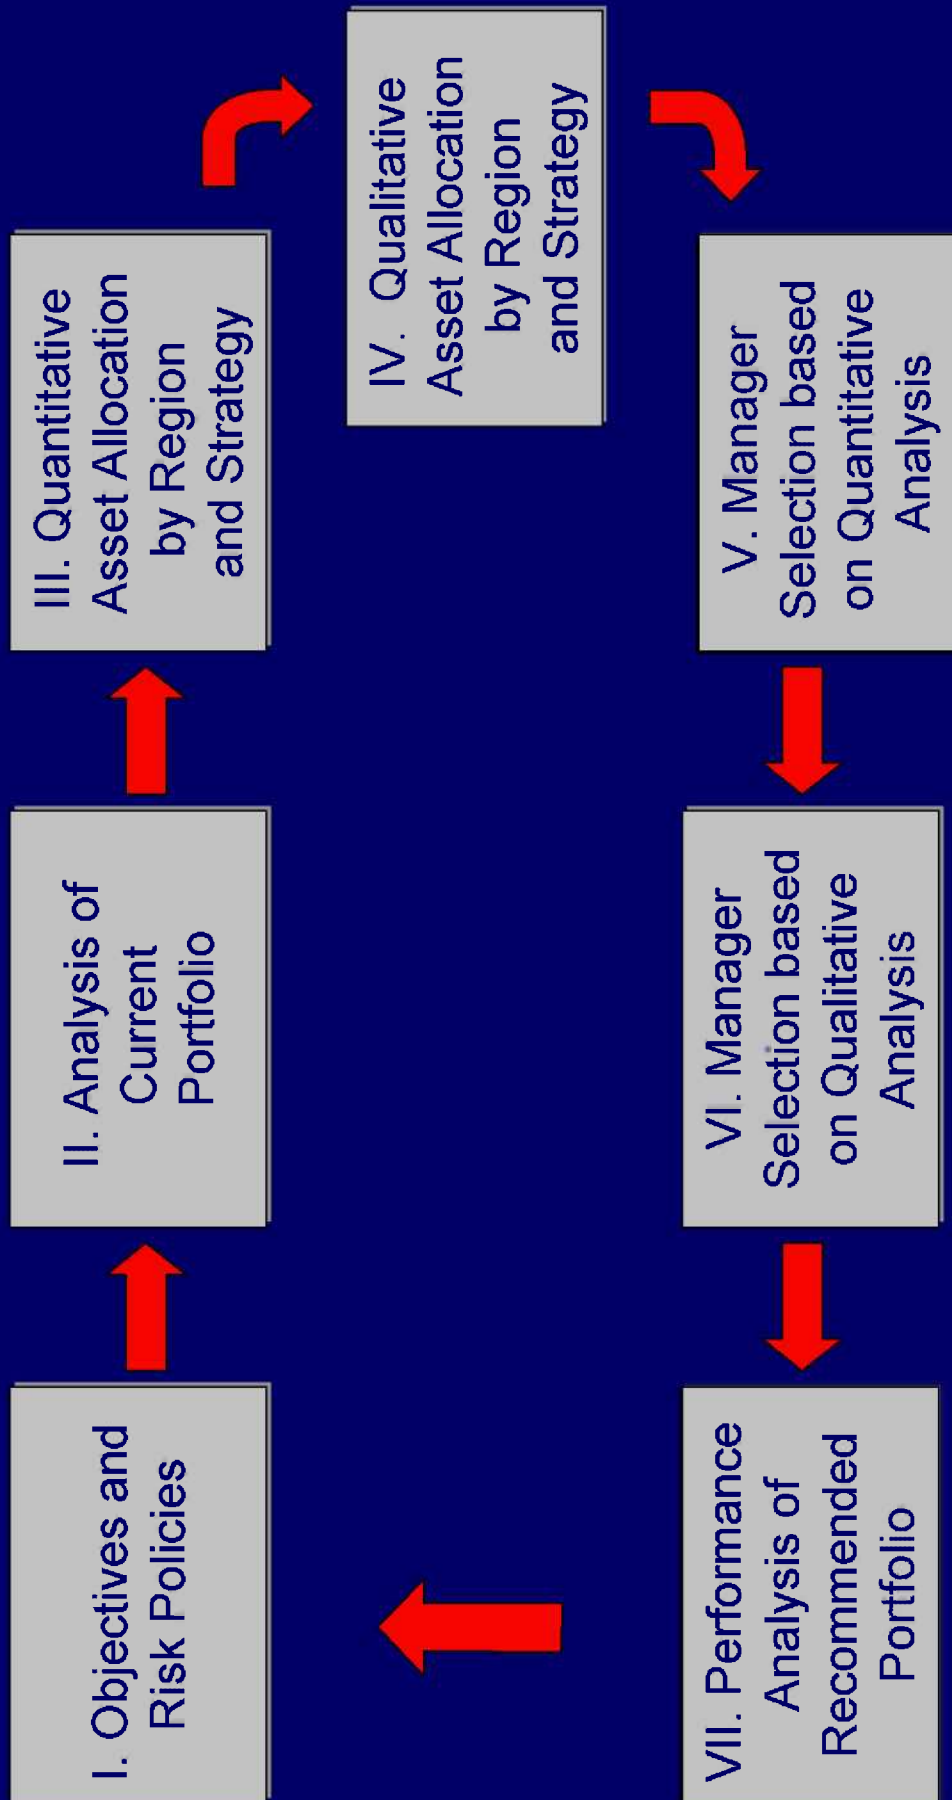 I. Objectives and
Risk Policies
II. Analysis of
Current
Portfolio
III. Quantitative
Asset Allocation
by Region
and Strategy
IV. Qualitative
Asset Allocation
by Region
and Strategy
V. Manager
Selection based
on Quantitative
Analysis
VI. Manager
Selection based
on Qualitative
Analysis
VII. Performance
Analysis of
Recommended
Portfolio